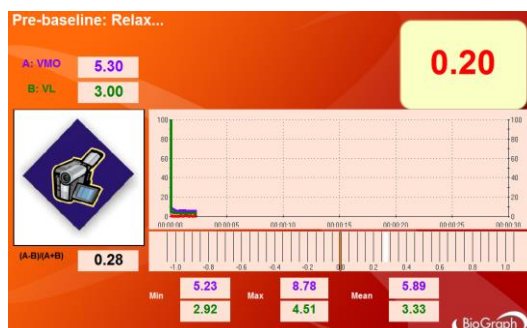 Pre-baseline: Relax...
A: VMO 5.30
B: VL 3.00
0.20
100 100
80 80
60 60
40 40
20 20
0 0
00:00:00 00:00:05 00:00:10 00:00:15 00:00:20 00:00:25 00:00:30
(A-B)/(A+B) 0.28
-1.0 -0.8 -0.6 -0.4 -0.2 0.0 0.2 0.4 0.6 0.8 1.0
Min 5.23 Max 8.78 Mean 5.89
2.92 4.51 3.33
BioGraph